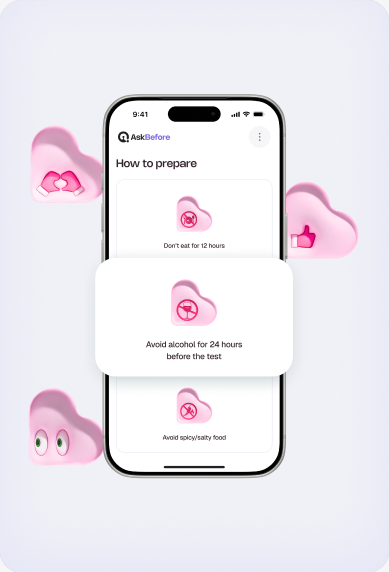 9:41
AskBefore
How to prepare
Don't eat for 12 hours
Avoid alcohol for 24 hours
before the test
Avoid spicy/salty food